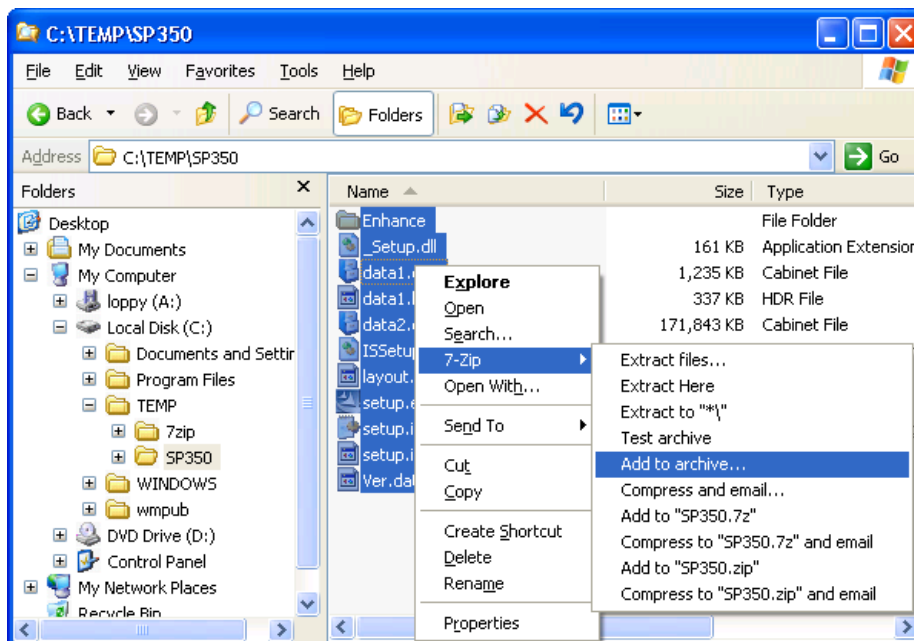 C:\TEMP\SP350
File Edit View Favorites Tools Help
Back Search Folders
Address C:\TEMP\SP350 Go
Folders
Name Size Type
Desktop
My Documents
My Computer
loppy (A:)
Local Disk (C:)
Documents and Settin
Program Files
TEMP
7zip
SP350
WINDOWS
wmpub
DVD Drive (D:)
Control Panel
My Network Places
Recycle Bin
Enhance File Folder
_Setup.dll 161 KB Application Extension
data1.c 1,235 KB Cabinet File
data1.h 337 KB HDR File
data2.c 171,843 KB Cabinet File
ISSetup
layout.
setup.e
setup.i
setup.i
Ver.dat
Explore
Open
Search...
7-Zip
Open With...
Send To
Cut
Copy
Create Shortcut
Delete
Rename
Properties
Extract files...
Extract Here
Extract to "*\"
Test archive
Add to archive...
Compress and email...
Add to "SP350.7z"
Compress to "SP350.7z" and email
Add to "SP350.zip"
Compress to "SP350.zip" and email